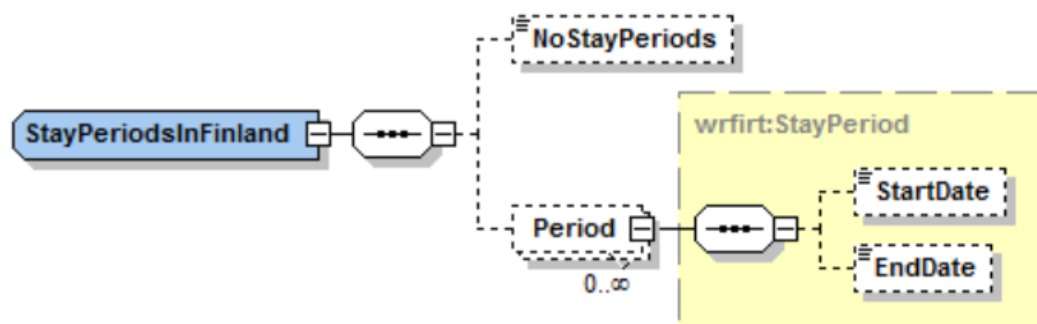 NoStayPeriods
StayPeriodsInFinland
wrfirt:StayPeriod
StartDate
Period
EndDate
0..∞